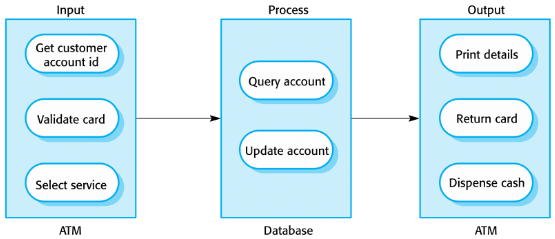 Input
Get customer
account id
Validate card
Select service
ATM
Process
Query account
Update account
Database
Output
Print details
Return card
Dispense cash
ATM